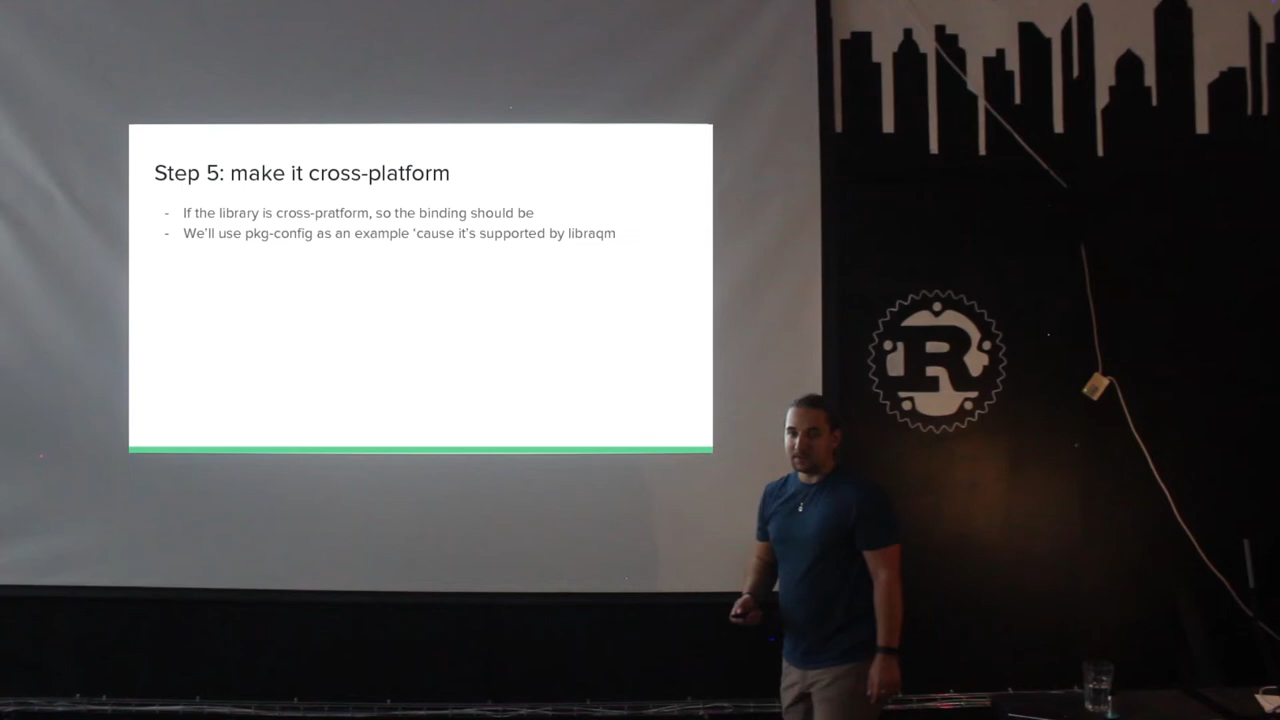 Step 5: make it cross-platform
- If the library is cross-pratform, so the binding should be
- We'll use pkg-config as an example ‘cause it's supported by libraqm
R